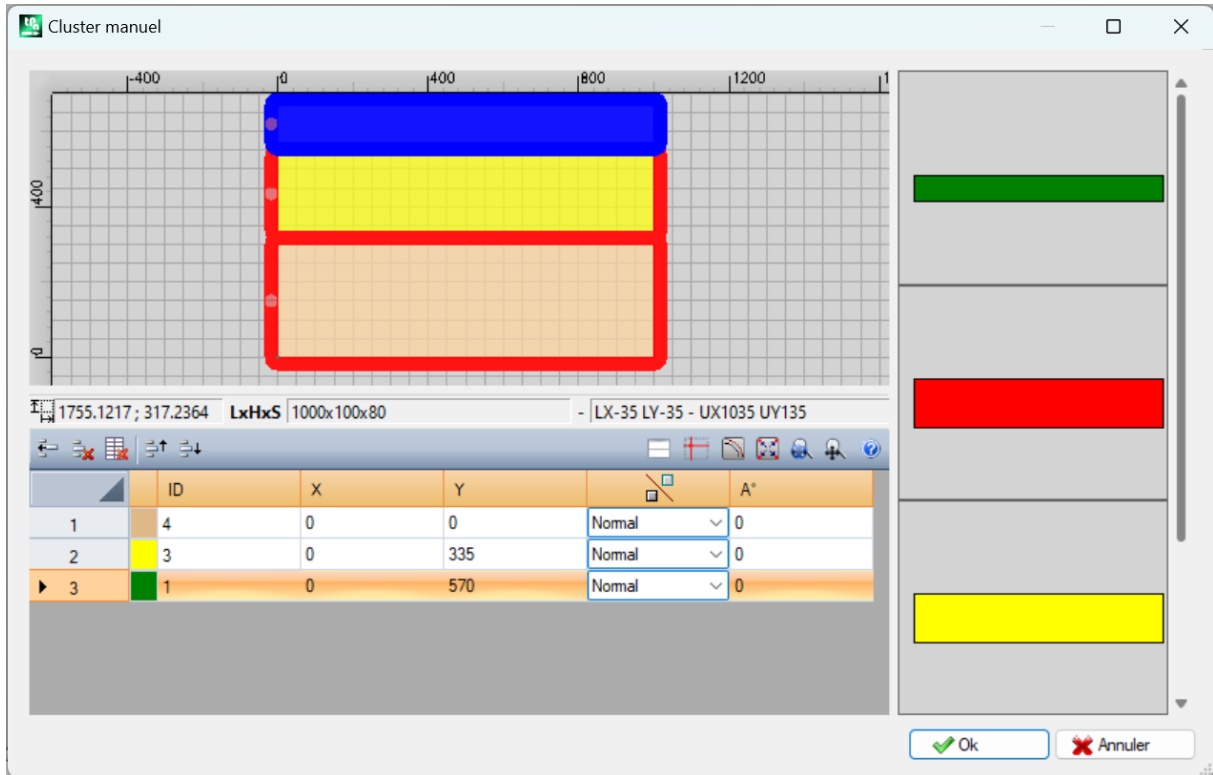 Cluster manuel
-400 0 400 800 1200 1
400
0
1755.1217 ; 317.2364 LxHxS 1000x100x80 - LX-35 LY-35 - UX1035 UY135
ID X Y A°
1 4 0 0 Normal 0
2 3 0 335 Normal 0
3 1 0 570 Normal 0
Ok Annuler